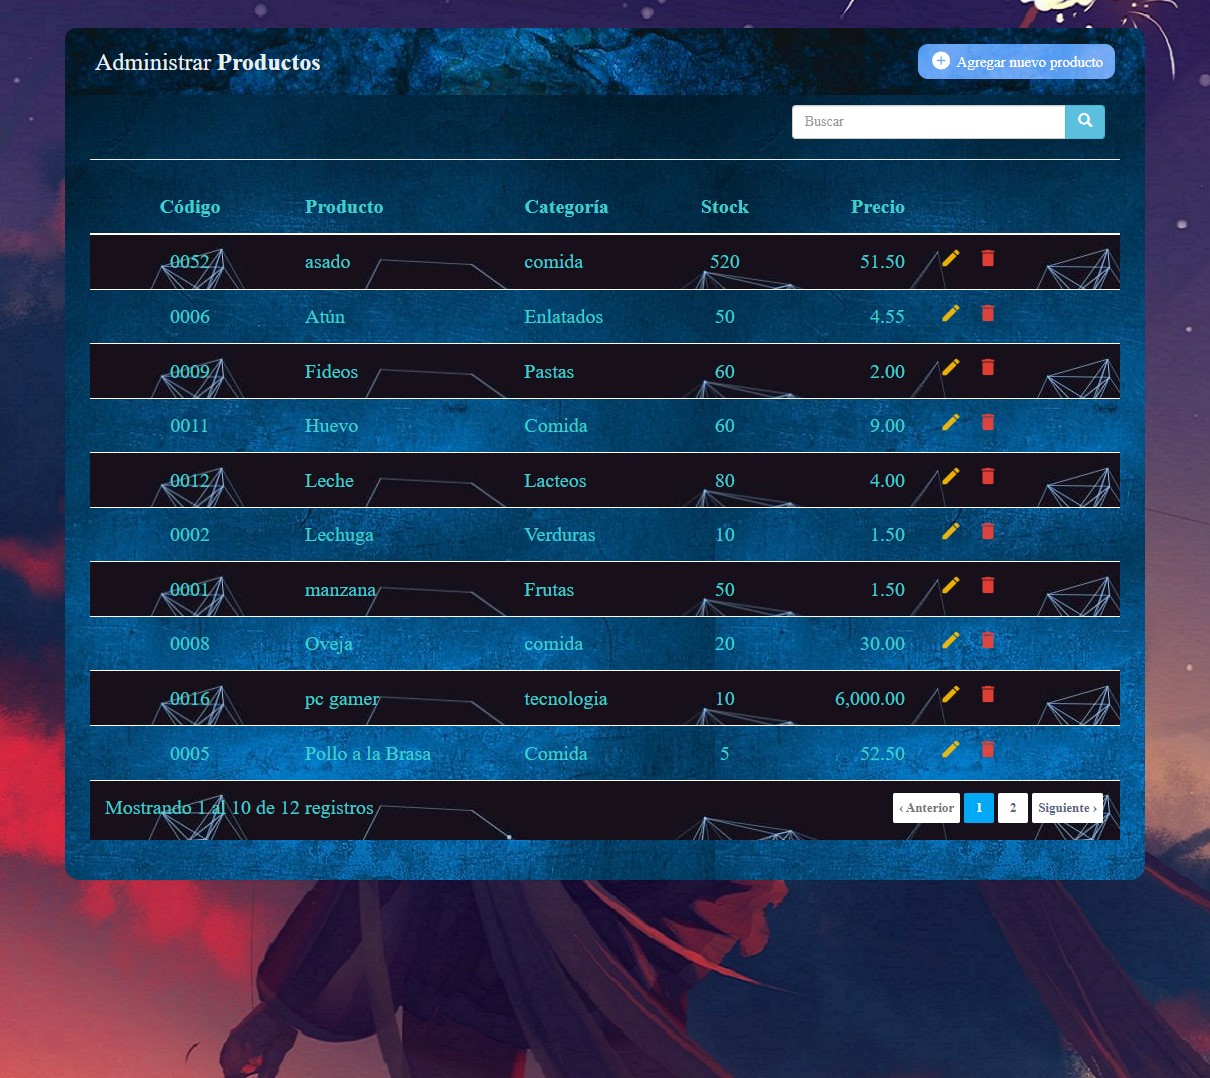 Administrar Productos
Agregar nuevo producto
Buscar
Código Producto Categoría Stock Precio
0052 asado comida 520 51.50
0006 Atún Enlatados 50 4.55
0009 Fideos Pastas 60 2.00
0011 Huevo Comida 60 9.00
0012 Leche Lacteos 80 4.00
0002 Lechuga Verduras 10 1.50
0001 manzana Frutas 50 1.50
0008 Oveja comida 20 30.00
0016 pc gamer tecnologia 10 6,000.00
0005 Pollo a la Brasa Comida 5 52.50
Mostrando 1 al 10 de 12 registros ‹ Anterior 1 2 Siguiente ›